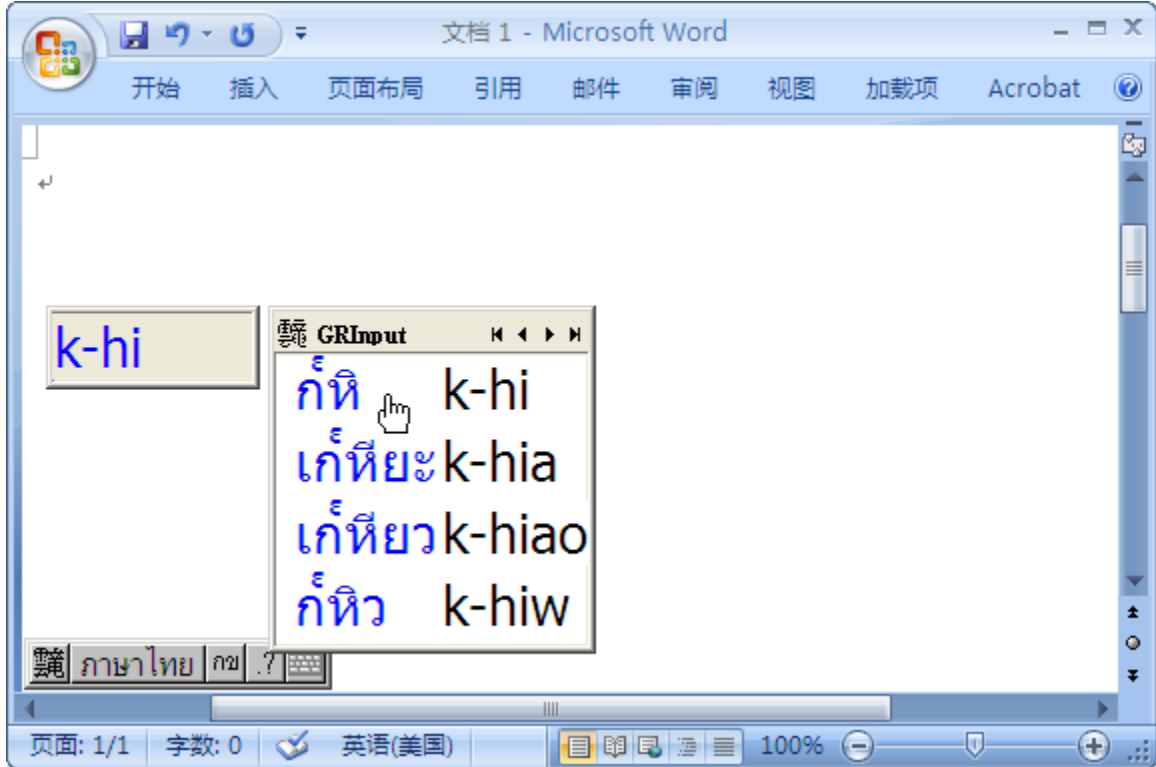 文档 1 - Microsoft Word
开始 插入 页面布局 引用 邮件 审阅 视图 加载项 Acrobat
k-hi
GRInput
ก็หิ k-hi
เก็หียะ k-hia
เก็หียว k-hiao
ก็หิว k-hiw
ภาษาไทย กข .?
页面: 1/1 字数: 0 英语(美国) 100%